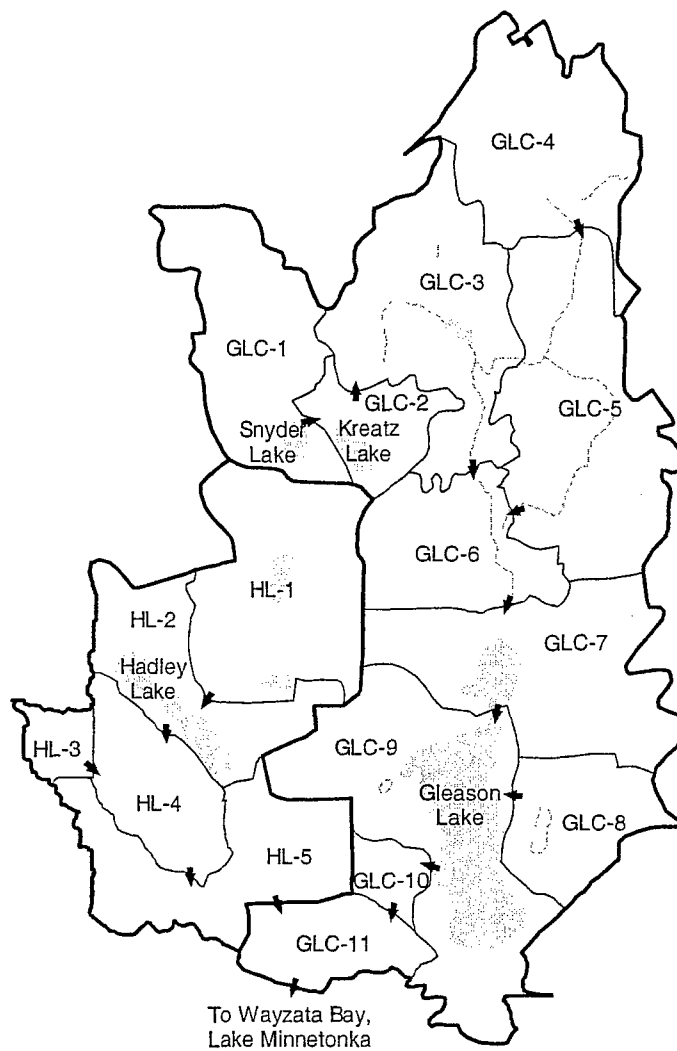 GLC-4
GLC-3
GLC-1
GLC-2
GLC-5
Snyder
Lake
Kreatz
Lake
GLC-6
HL-1
HL-2
GLC-7
Hadley
Lake
HL-3
GLC-9
HL-4
Gleason
Lake
GLC-8
HL-5
GLC-10
GLC-11
To Wayzata Bay,
Lake Minnetonka